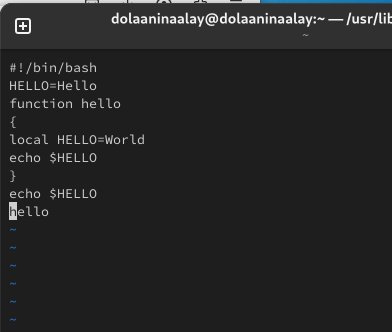 dolaaninaalay@dolaaninaalay:~ — /usr/lib
~
#!/bin/bash
HELLO=Hello
function hello
{
local HELLO=World
echo $HELLO
}
echo $HELLO
hello
~
~
~
~
~
~